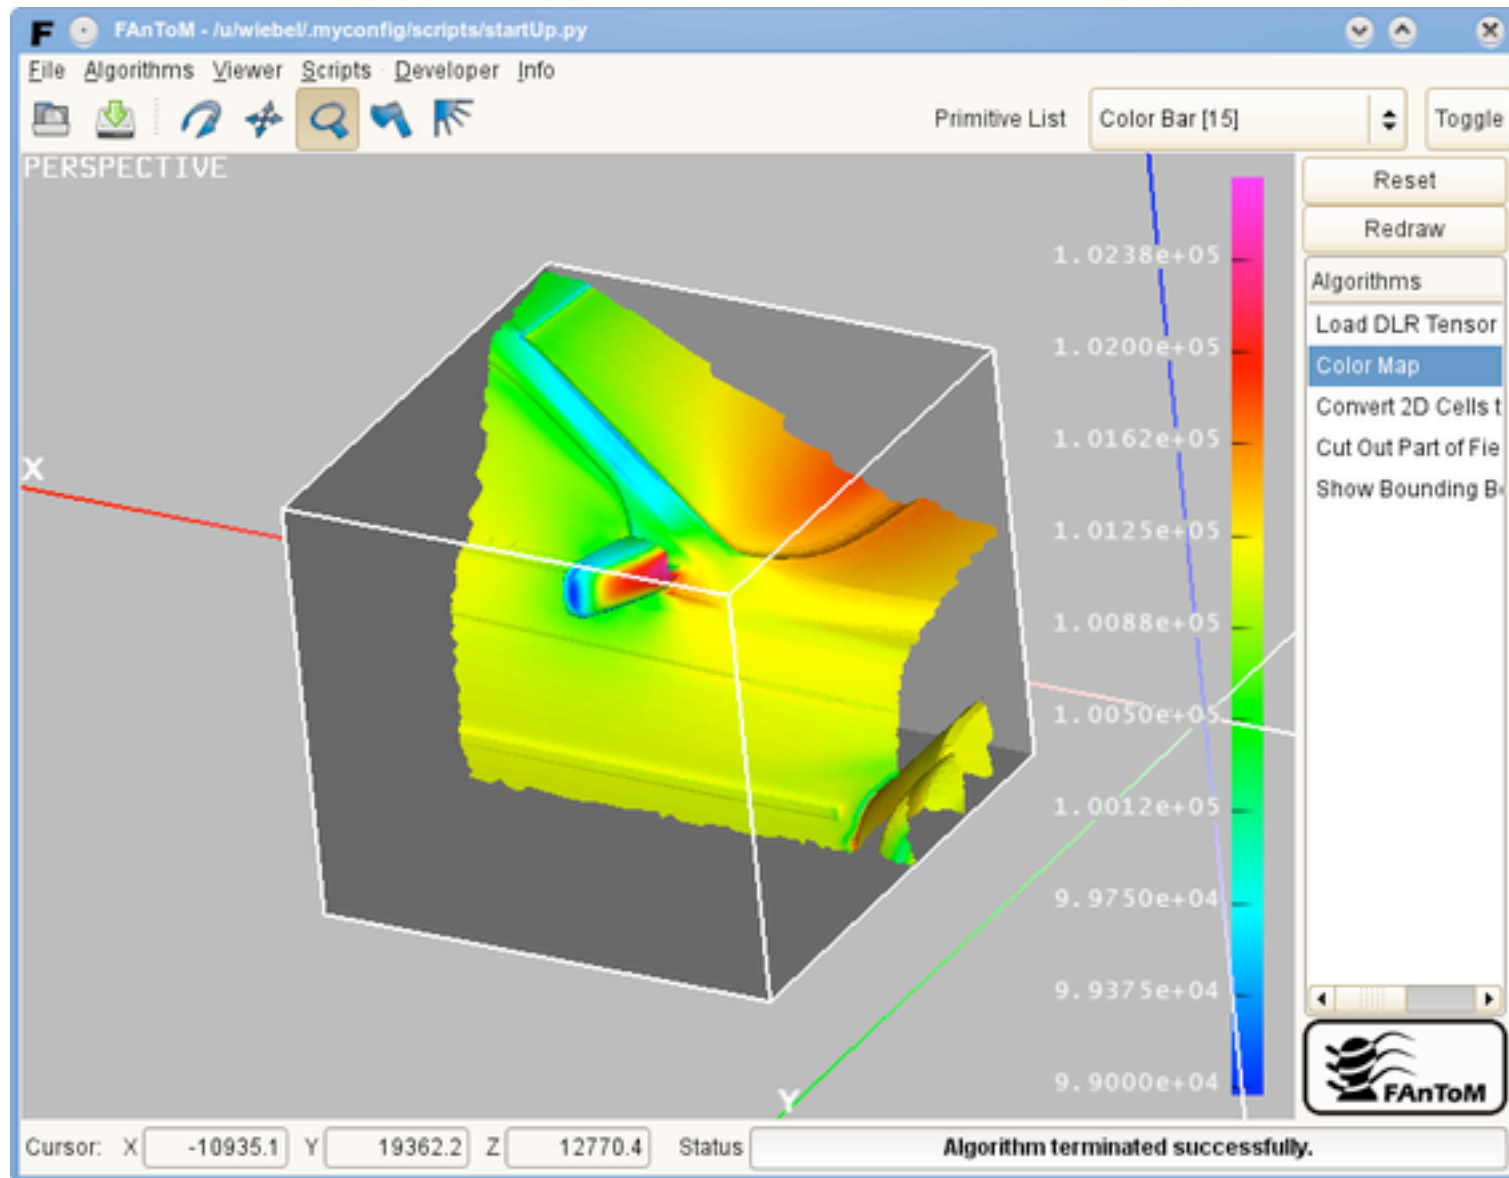 FAnToM - /u/wiebel/.myconfig/scripts/startUp.py
File Algorithms Viewer Scripts Developer Info
Primitive List Color Bar [15] Toggle
PERSPECTIVE
Reset
Redraw
1.0238e+05
Algorithms
Load DLR Tensor
1.0200e+05
Color Map
Convert 2D Cells t
1.0162e+05
Cut Out Part of Fie
X
Show Bounding B
1.0125e+05
1.0088e+05
1.0050e+05
1.0012e+05
9.9750e+04
9.9375e+04
9.9000e+04
Y
FAnToM
Cursor: X -10935.1 Y 19362.2 Z 12770.4 Status Algorithm terminated successfully.